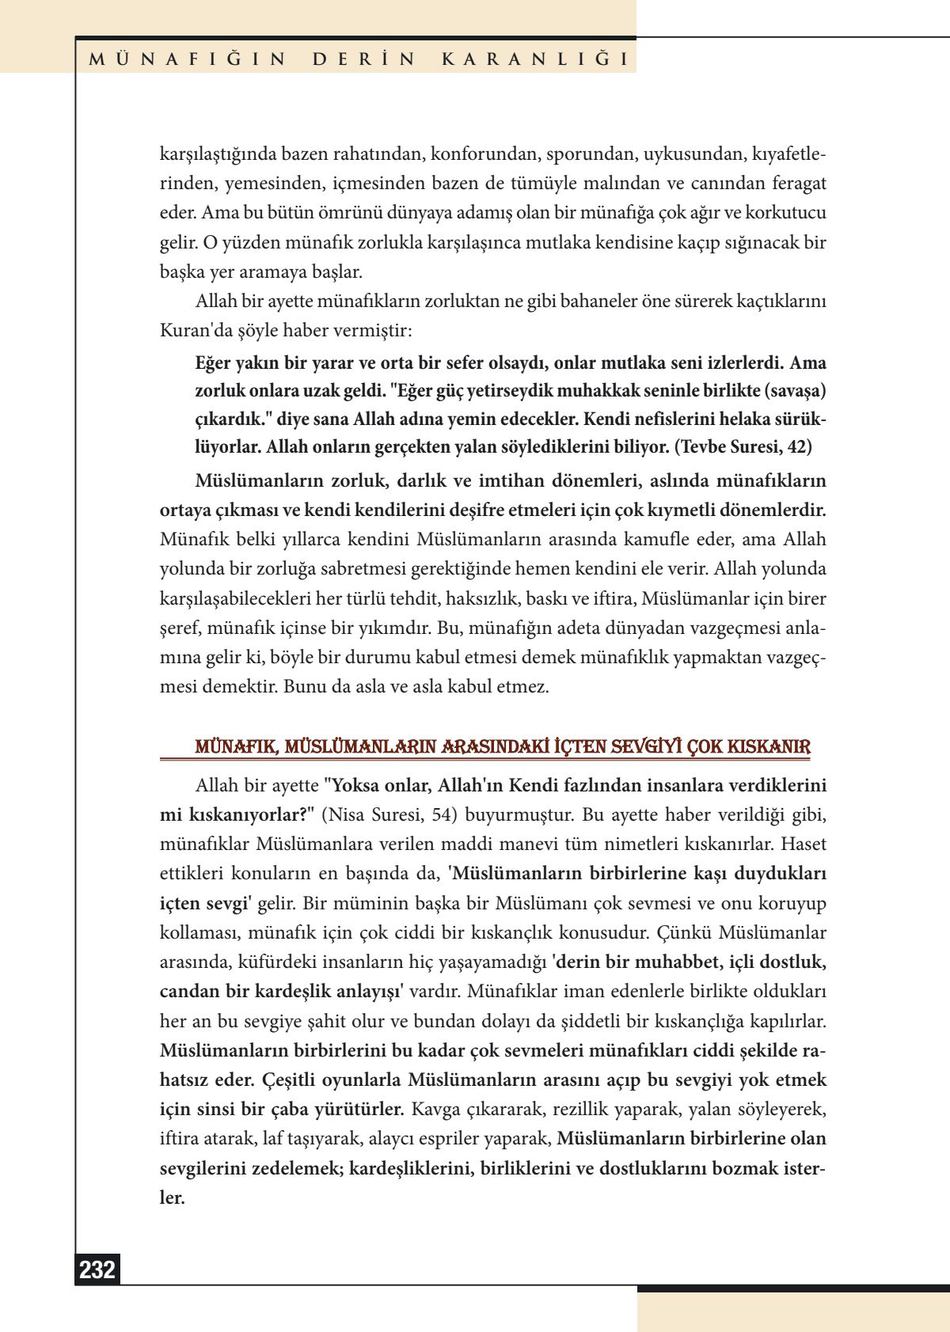 MÜNAFIĞIN DERİN KARANLIĞI
karşılaştığında bazen rahatından, konforundan, sporundan, uykusundan, kıyafetle-
rinden, yemesinden, içmesinden bazen de tümüyle malından ve canından feragat
eder. Ama bu bütün ömrünü dünyaya adamış olan bir münafığa çok ağır ve korkutucu
gelir. O yüzden münafık zorlukla karşılaşınca mutlaka kendisine kaçıp sığınacak bir
başka yer aramaya başlar.
Allah bir ayette münafıkların zorluktan ne gibi bahaneler öne sürerek kaçtıklarını
Kuran'da şöyle haber vermiştir:
Eğer yakın bir yarar ve orta bir sefer olsaydı, onlar mutlaka seni izlerlerdi. Ama
zorluk onlara uzak geldi. "Eğer güç yetirseydik muhakkak seninle birlikte (savaşa)
çıkardık." diye sana Allah adına yemin edecekler. Kendi nefislerini helaka sürük-
lüyorlar. Allah onların gerçekten yalan söylediklerini biliyor. (Tevbe Suresi, 42)
Müslümanların zorluk, darlık ve imtihan dönemleri, aslında münafıkların
ortaya çıkması ve kendi kendilerini deşifre etmeleri için çok kıymetli dönemlerdir.
Münafık belki yıllarca kendini Müslümanların arasında kamufle eder, ama Allah
yolunda bir zorluğa sabretmesi gerektiğinde hemen kendini ele verir. Allah yolunda
karşılaşabilecekleri her türlü tehdit, haksızlık, baskı ve iftira, Müslümanlar için birer
şeref, münafık içinse bir yıkımdır. Bu, münafığın adeta dünyadan vazgeçmesi anla-
mına gelir ki, böyle bir durumu kabul etmesi demek münafıklık yapmaktan vazgeç-
mesi demektir. Bunu da asla ve asla kabul etmez.
MÜNAFIK, MÜSLÜMANLARIN ARASINDAKİ İÇTEN SEVGİYİ ÇOK KISKANIR
Allah bir ayette "Yoksa onlar, Allah'ın Kendi fazlından insanlara verdiklerini
mi kıskanıyorlar?" (Nisa Suresi, 54) buyurmuştur. Bu ayette haber verildiği gibi,
münafıklar Müslümanlara verilen maddi manevi tüm nimetleri kıskanırlar. Haset
ettikleri konuların en başında da, 'Müslümanların birbirlerine kaşı duydukları
içten sevgi' gelir. Bir müminin başka bir Müslümanı çok sevmesi ve onu koruyup
kollaması, münafık için çok ciddi bir kıskançlık konusudur. Çünkü Müslümanlar
arasında, küfürdeki insanların hiç yaşayamadığı 'derin bir muhabbet, içli dostluk,
candan bir kardeşlik anlayışı' vardır. Münafıklar iman edenlerle birlikte oldukları
her an bu sevgiye şahit olur ve bundan dolayı da şiddetli bir kıskançlığa kapılırlar.
Müslümanların birbirlerini bu kadar çok sevmeleri münafıkları ciddi şekilde ra-
hatsız eder. Çeşitli oyunlarla Müslümanların arasını açıp bu sevgiyi yok etmek
için sinsi bir çaba yürütürler. Kavga çıkararak, rezillik yaparak, yalan söyleyerek,
iftira atarak, laf taşıyarak, alaycı espriler yaparak, Müslümanların birbirlerine olan
sevgilerini zedelemek; kardeşliklerini, birliklerini ve dostluklarını bozmak ister-
ler.
232